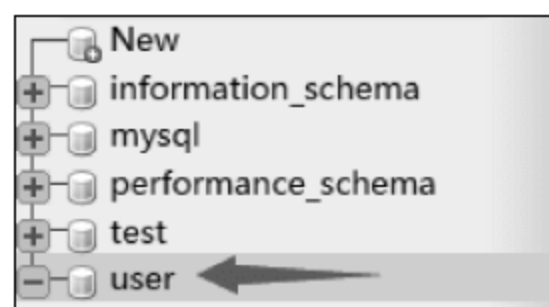 New
information_schema
mysql
performance_schema
test
user